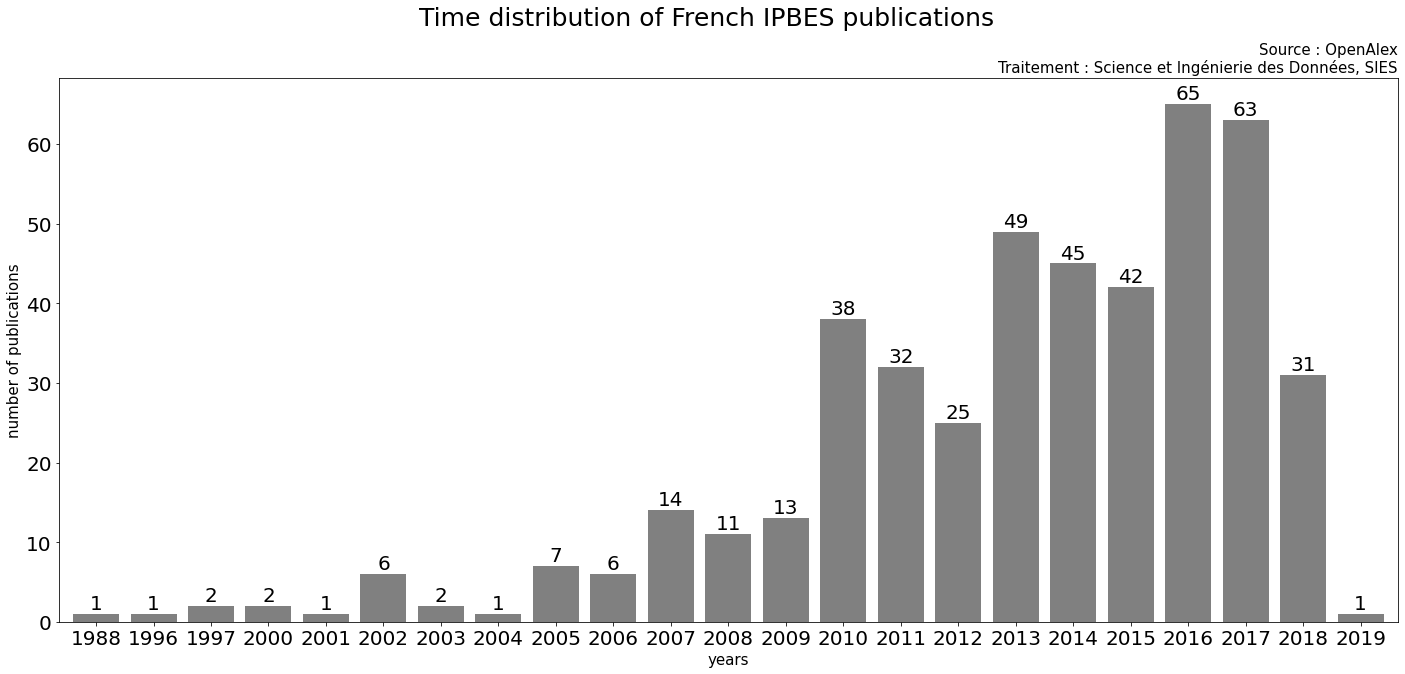 Time distribution of French IPBES publications
Source : OpenAlex
Traitement : Science et Ingénierie des Données, SIES
number of publications
60
50
40
30
20
10
0
1 1 2 2 1 6 2 1 7 6 14 11 13 38 32 25 49 45 42 65 63 31 1
1988 1996 1997 2000 2001 2002 2003 2004 2005 2006 2007 2008 2009 2010 2011 2012 2013 2014 2015 2016 2017 2018 2019
years